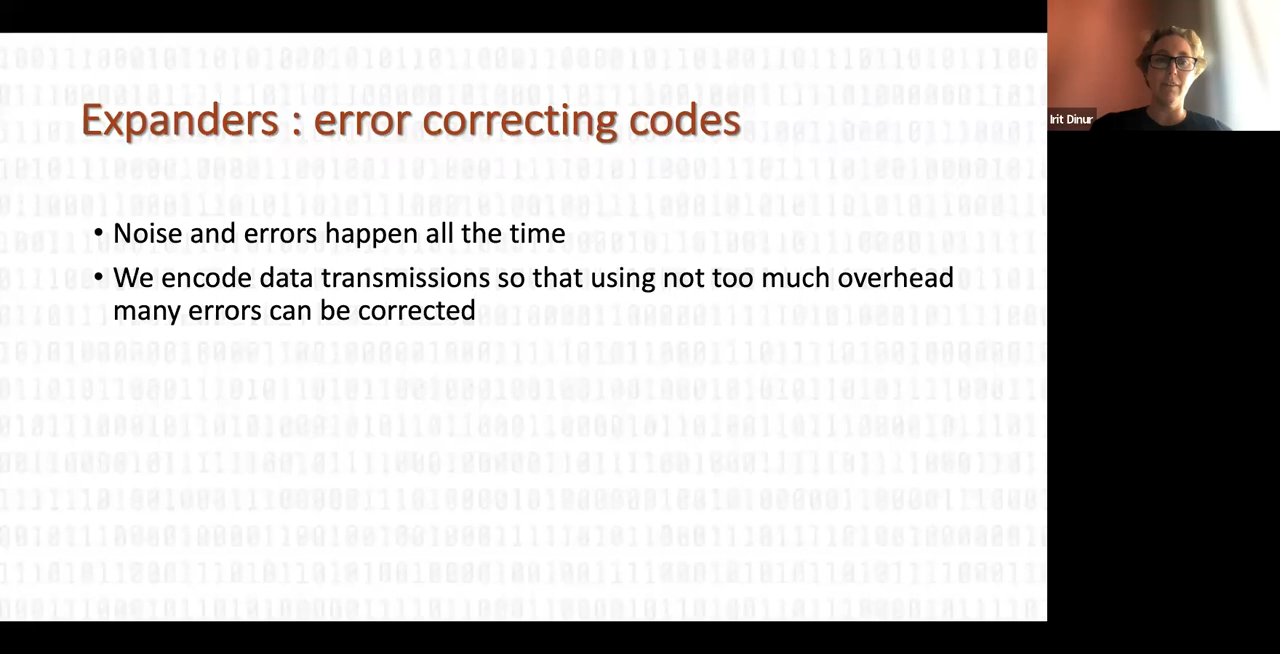 Expanders : error correcting codes
• Noise and errors happen all the time
• We encode data transmissions so that using not too much overhead
many errors can be corrected
Irit Dinur